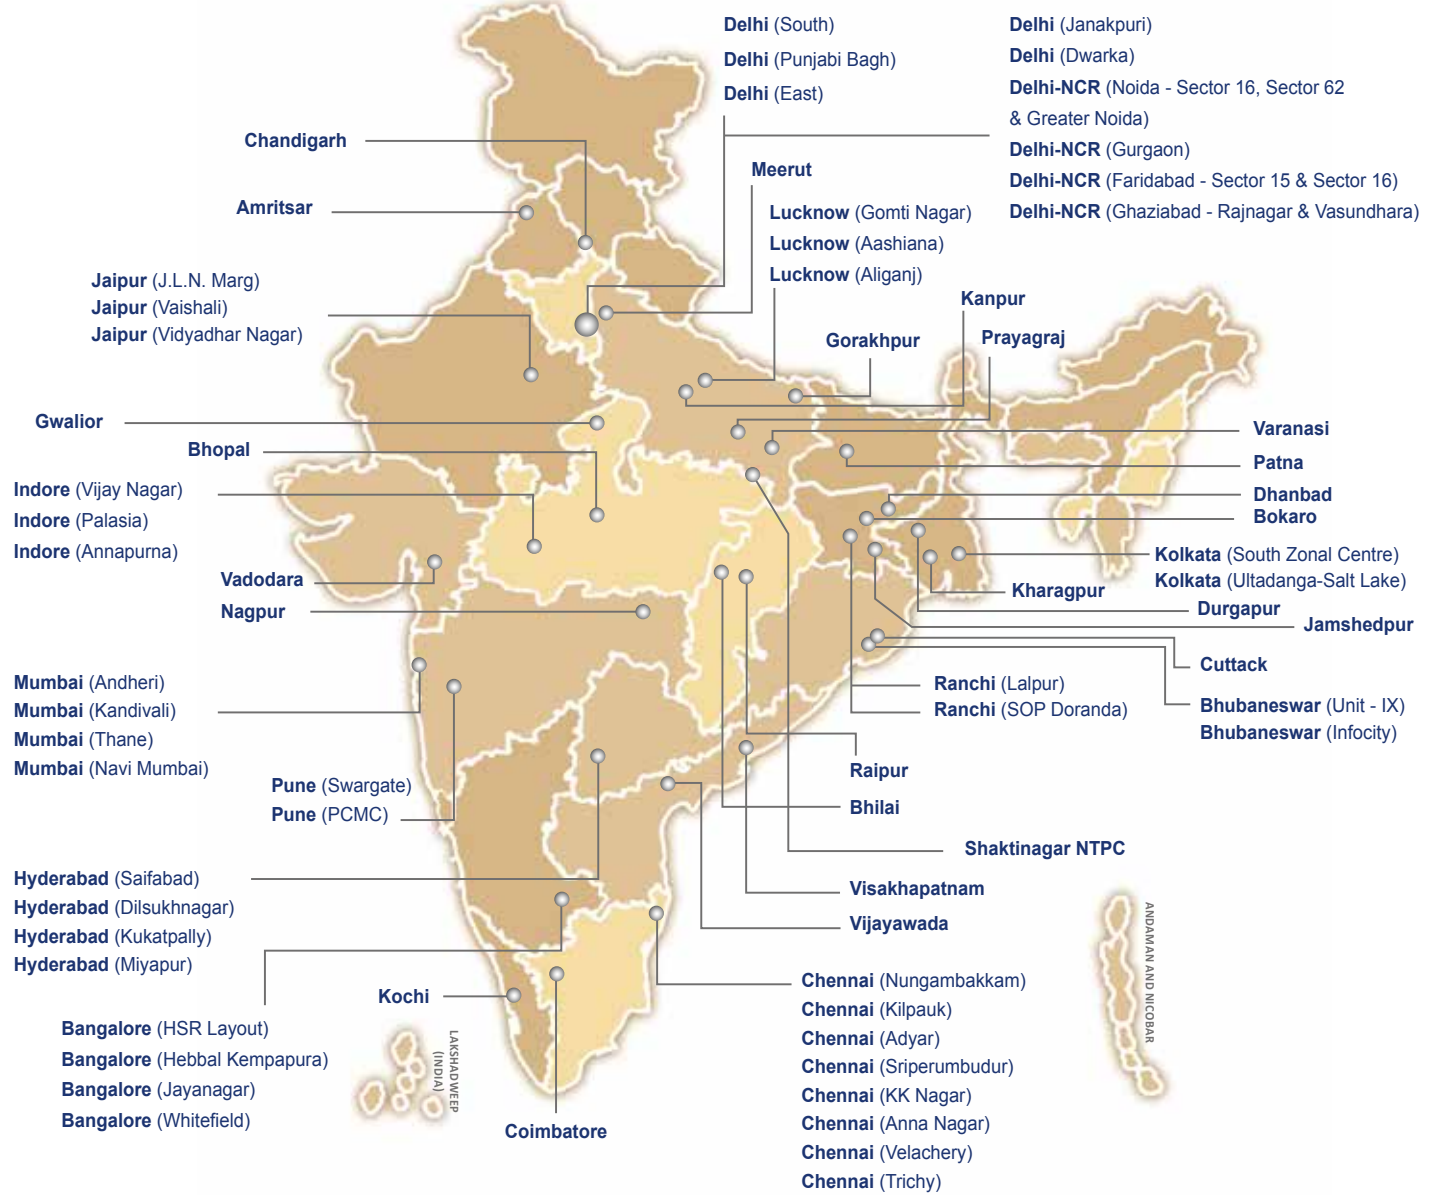 Delhi (South)
Delhi (Punjabi Bagh)
Delhi (East)
Delhi (Janakpuri)
Delhi (Dwarka)
Delhi-NCR (Noida - Sector 16, Sector 62
& Greater Noida)
Delhi-NCR (Gurgaon)
Delhi-NCR (Faridabad - Sector 15 & Sector 16)
Delhi-NCR (Ghaziabad - Rajnagar & Vasundhara)
Chandigarh
Amritsar
Meerut
Lucknow (Gomti Nagar)
Lucknow (Aashiana)
Lucknow (Aliganj)
Jaipur (J.L.N. Marg)
Jaipur (Vaishali)
Jaipur (Vidyadhar Nagar)
Kanpur
Gorakhpur
Prayagraj
Gwalior
Bhopal
Varanasi
Patna
Dhanbad
Bokaro
Indore (Vijay Nagar)
Indore (Palasia)
Indore (Annapurna)
Kolkata (South Zonal Centre)
Kolkata (Ultadanga-Salt Lake)
Vadodara
Nagpur
Kharagpur
Durgapur
Jamshedpur
Cuttack
Mumbai (Andheri)
Mumbai (Kandivali)
Mumbai (Thane)
Mumbai (Navi Mumbai)
Ranchi (Lalpur)
Ranchi (SOP Doranda)
Bhubaneswar (Unit - IX)
Bhubaneswar (Infocity)
Pune (Swargate)
Pune (PCMC)
Raipur
Bhilai
Shaktinagar NTPC
Visakhapatnam
Vijayawada
Hyderabad (Saifabad)
Hyderabad (Dilsukhnagar)
Hyderabad (Kukatpally)
Hyderabad (Miyapur)
Kochi
Bangalore (HSR Layout)
Bangalore (Hebbal Kempapura)
Bangalore (Jayanagar)
Bangalore (Whitefield)
LAKSHADWEEP
(INDIA)
Coimbatore
Chennai (Nungambakkam)
Chennai (Kilpauk)
Chennai (Adyar)
Chennai (Sriperumbudur)
Chennai (KK Nagar)
Chennai (Anna Nagar)
Chennai (Velachery)
Chennai (Trichy)
ANDAMAN AND NICOBAR